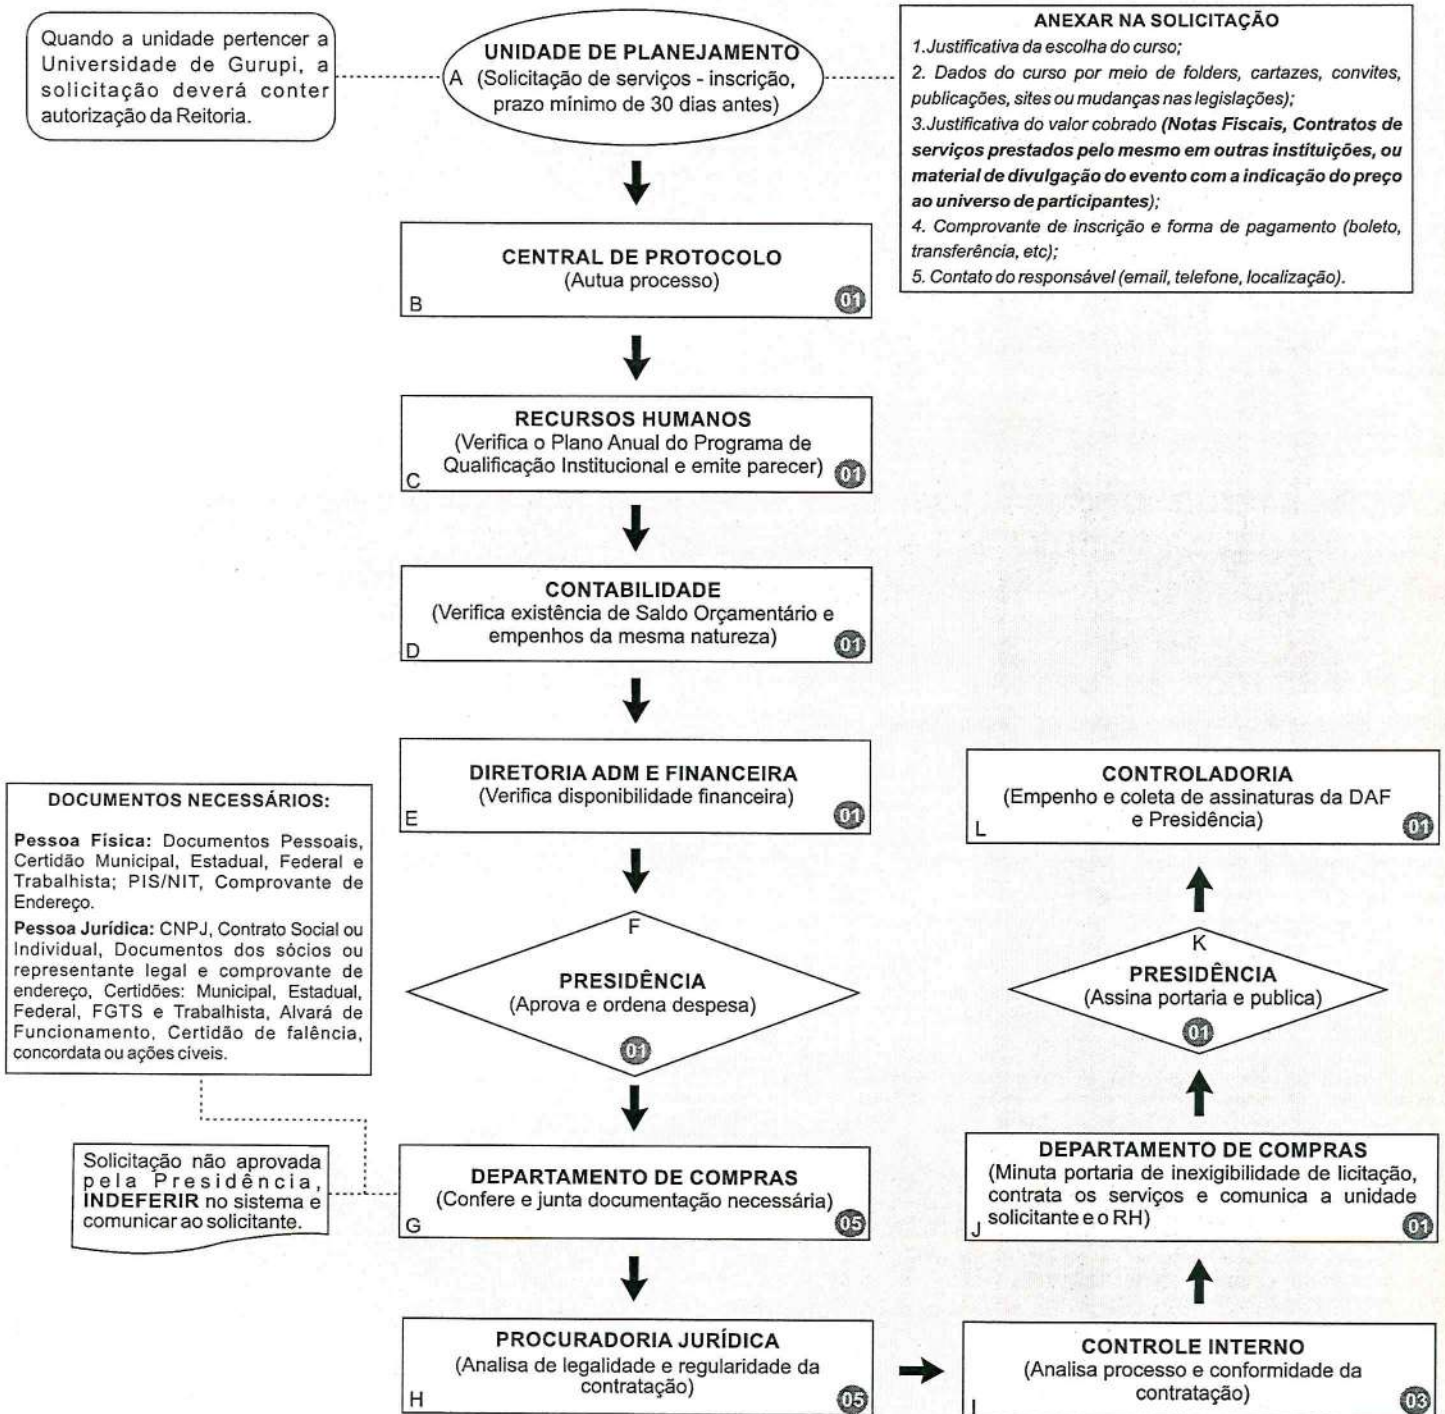 Quando a unidade pertencer a
Universidade de Gurupi, a
solicitação deverá conter
autorização da Reitoria.
UNIDADE DE PLANEJAMENTO
A (Solicitação de serviços - inscrição,
prazo mínimo de 30 dias antes)
ANEXAR NA SOLICITAÇÃO
1.Justificativa da escolha do curso;
2. Dados do curso por meio de folders, cartazes, convites,
publicações, sites ou mudanças nas legislações);
3.Justificativa do valor cobrado (Notas Fiscais, Contratos de
serviços prestados pelo mesmo em outras instituições, ou
material de divulgação do evento com a indicação do preço
ao universo de participantes);
4. Comprovante de inscrição e forma de pagamento (boleto,
transferência, etc);
5. Contato do responsável (email, telefone, localização).
CENTRAL DE PROTOCOLO
(Autua processo)
B 01
RECURSOS HUMANOS
(Verifica o Plano Anual do Programa de
Qualificação Institucional e emite parecer)
C 01
CONTABILIDADE
(Verifica existência de Saldo Orçamentário e
empenhos da mesma natureza)
D 01
DIRETORIA ADM E FINANCEIRA
(Verifica disponibilidade financeira)
E 01
F
PRESIDÊNCIA
(Aprova e ordena despesa)
01
DOCUMENTOS NECESSÁRIOS:
Pessoa Física: Documentos Pessoais,
Certidão Municipal, Estadual, Federal e
Trabalhista; PIS/NIT, Comprovante de
Endereço.
Pessoa Jurídica: CNPJ, Contrato Social ou
Individual, Documentos dos sócios ou
representante legal e comprovante de
endereço, Certidões: Municipal, Estadual,
Federal, FGTS e Trabalhista, Alvará de
Funcionamento, Certidão de falência,
concordata ou ações cíveis.
Solicitação não aprovada
pela Presidência,
INDEFERIR no sistema e
comunicar ao solicitante.
DEPARTAMENTO DE COMPRAS
(Confere e junta documentação necessária)
G 05
PROCURADORIA JURÍDICA
(Analisa de legalidade e regularidade da
contratação)
H 05
CONTROLE INTERNO
(Analisa processo e conformidade da
contratação)
I 03
DEPARTAMENTO DE COMPRAS
(Minuta portaria de inexigibilidade de licitação,
contrata os serviços e comunica a unidade
solicitante e o RH)
J 01
K
PRESIDÊNCIA
(Assina portaria e publica)
01
CONTROLADORIA
(Empenho e coleta de assinaturas da DAF
e Presidência)
L 01